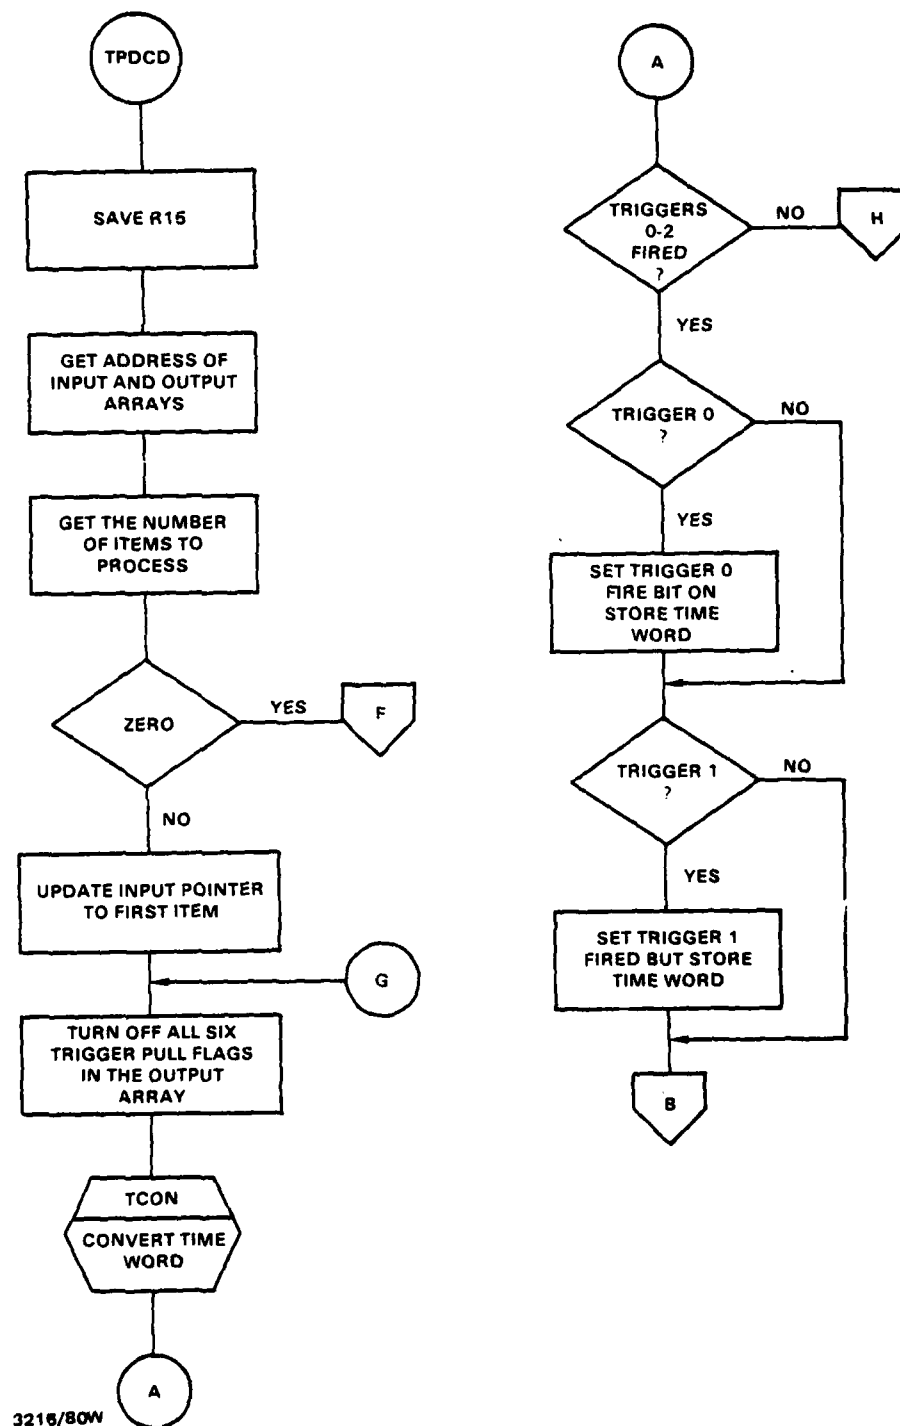 TPDCD
SAVE R15
GET ADDRESS OF
INPUT AND OUTPUT
ARRAYS
GET THE NUMBER
OF ITEMS TO
PROCESS
ZERO
YES
F
NO
UPDATE INPUT POINTER
TO FIRST ITEM
G
TURN OFF ALL SIX
TRIGGER PULL FLAGS
IN THE OUTPUT
ARRAY
TCON
CONVERT TIME
WORD
A
3216/80W
A
TRIGGERS
0-2
FIRED
?
NO
H
YES
TRIGGER 0
?
NO
YES
SET TRIGGER 0
FIRE BIT ON
STORE TIME
WORD
TRIGGER 1
?
NO
YES
SET TRIGGER 1
FIRED BUT STORE
TIME WORD
B